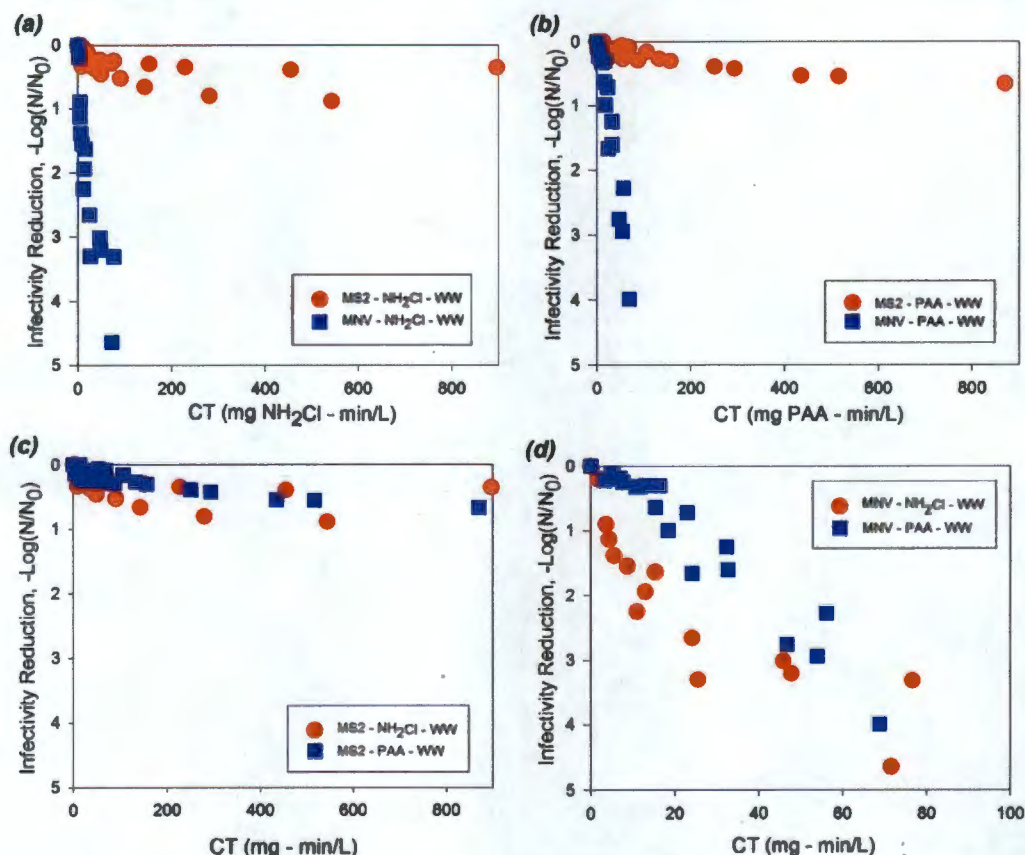 (a)
Infectivity Reduction, -Log(N/N₀)
0
1
2
3
4
5
MS2 - NH₂Cl - WW
MNV - NH₂Cl - WW
0 200 400 600 800
CT (mg NH₂Cl - min/L)
(b)
Infectivity Reduction, -Log(N/N₀)
0
1
2
3
4
5
MS2 - PAA - WW
MNV - PAA - WW
0 200 400 600 800
CT (mg PAA - min/L)
(c)
Infectivity Reduction, -Log(N/N₀)
0
1
2
3
4
5
MS2 - NH₂Cl - WW
MS2 - PAA - WW
0 200 400 600 800
CT (mg - min/L)
(d)
Infectivity Reduction, -Log(N/N₀)
0
1
2
3
4
5
MNV - NH₂Cl - WW
MNV - PAA - WW
0 20 40 60 80 100
CT (mg - min/L)